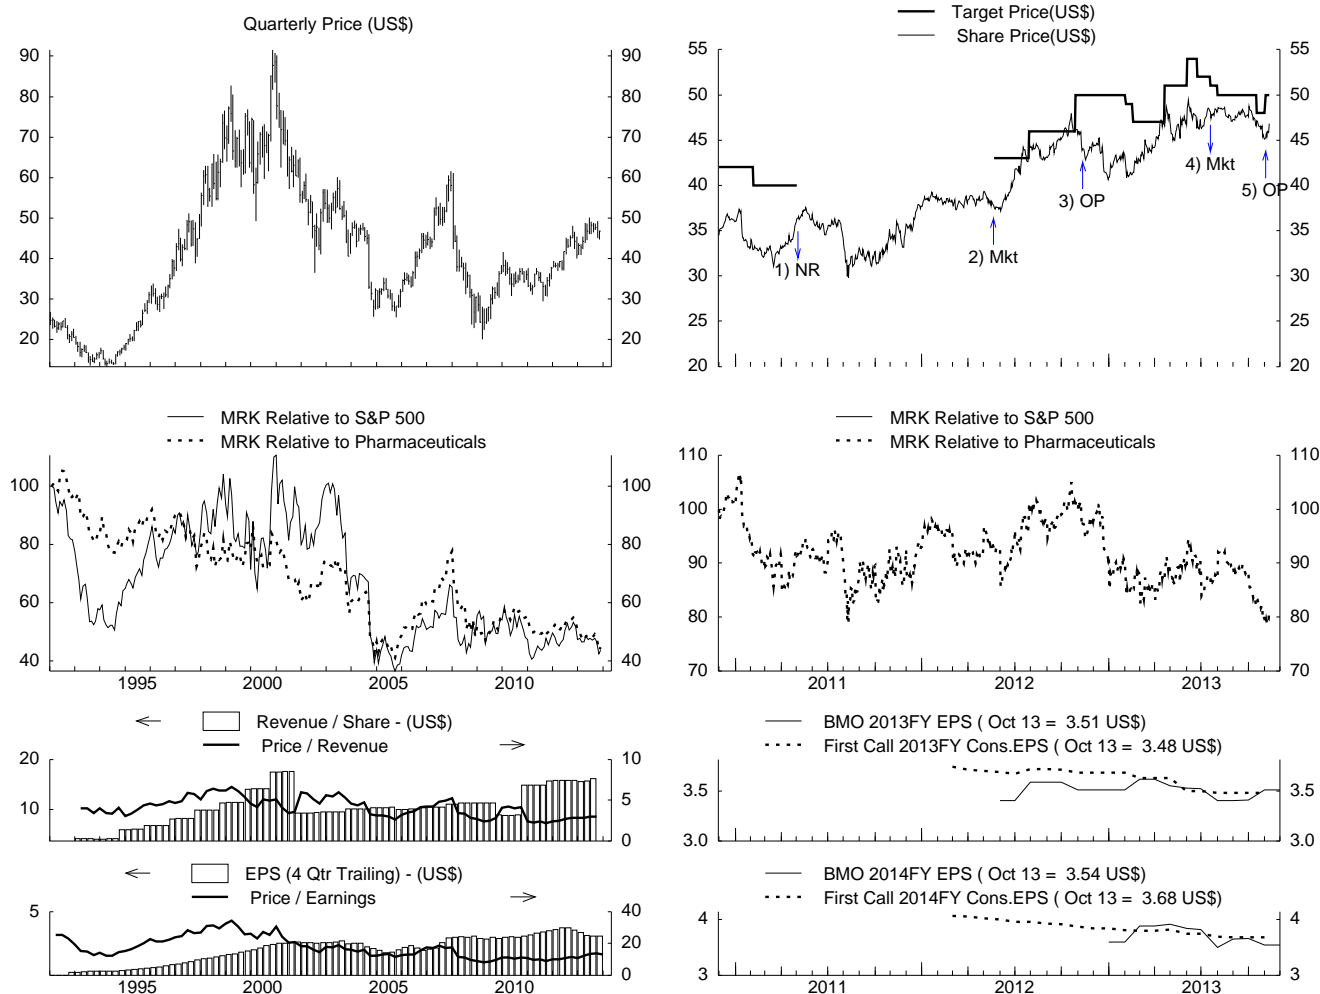 Quarterly Price (US$)
90 90
80 80
70 70
60 60
50 50
40 40
30 30
20 20
Target Price(US$)
Share Price(US$)
55 55
50 50
45 45
40 40
35 35
30 30
25 25
20 20
1) NR
2) Mkt
3) OP
4) Mkt
5) OP
MRK Relative to S&P 500
MRK Relative to Pharmaceuticals
100 100
80 80
60 60
40 40
1995 2000 2005 2010
MRK Relative to S&P 500
MRK Relative to Pharmaceuticals
110 110
100 100
90 90
80 80
70 70
2011 2012 2013
Revenue / Share - (US$)
Price / Revenue
20 10
10 5
0
BMO 2013FY EPS ( Oct 13 = 3.51 US$)
First Call 2013FY Cons.EPS ( Oct 13 = 3.48 US$)
3.5 3.5
3.0 3.0
EPS (4 Qtr Trailing) - (US$)
Price / Earnings
5 40
20
0
1995 2000 2005 2010
BMO 2014FY EPS ( Oct 13 = 3.54 US$)
First Call 2014FY Cons.EPS ( Oct 13 = 3.68 US$)
4 4
3 3
2011 2012 2013